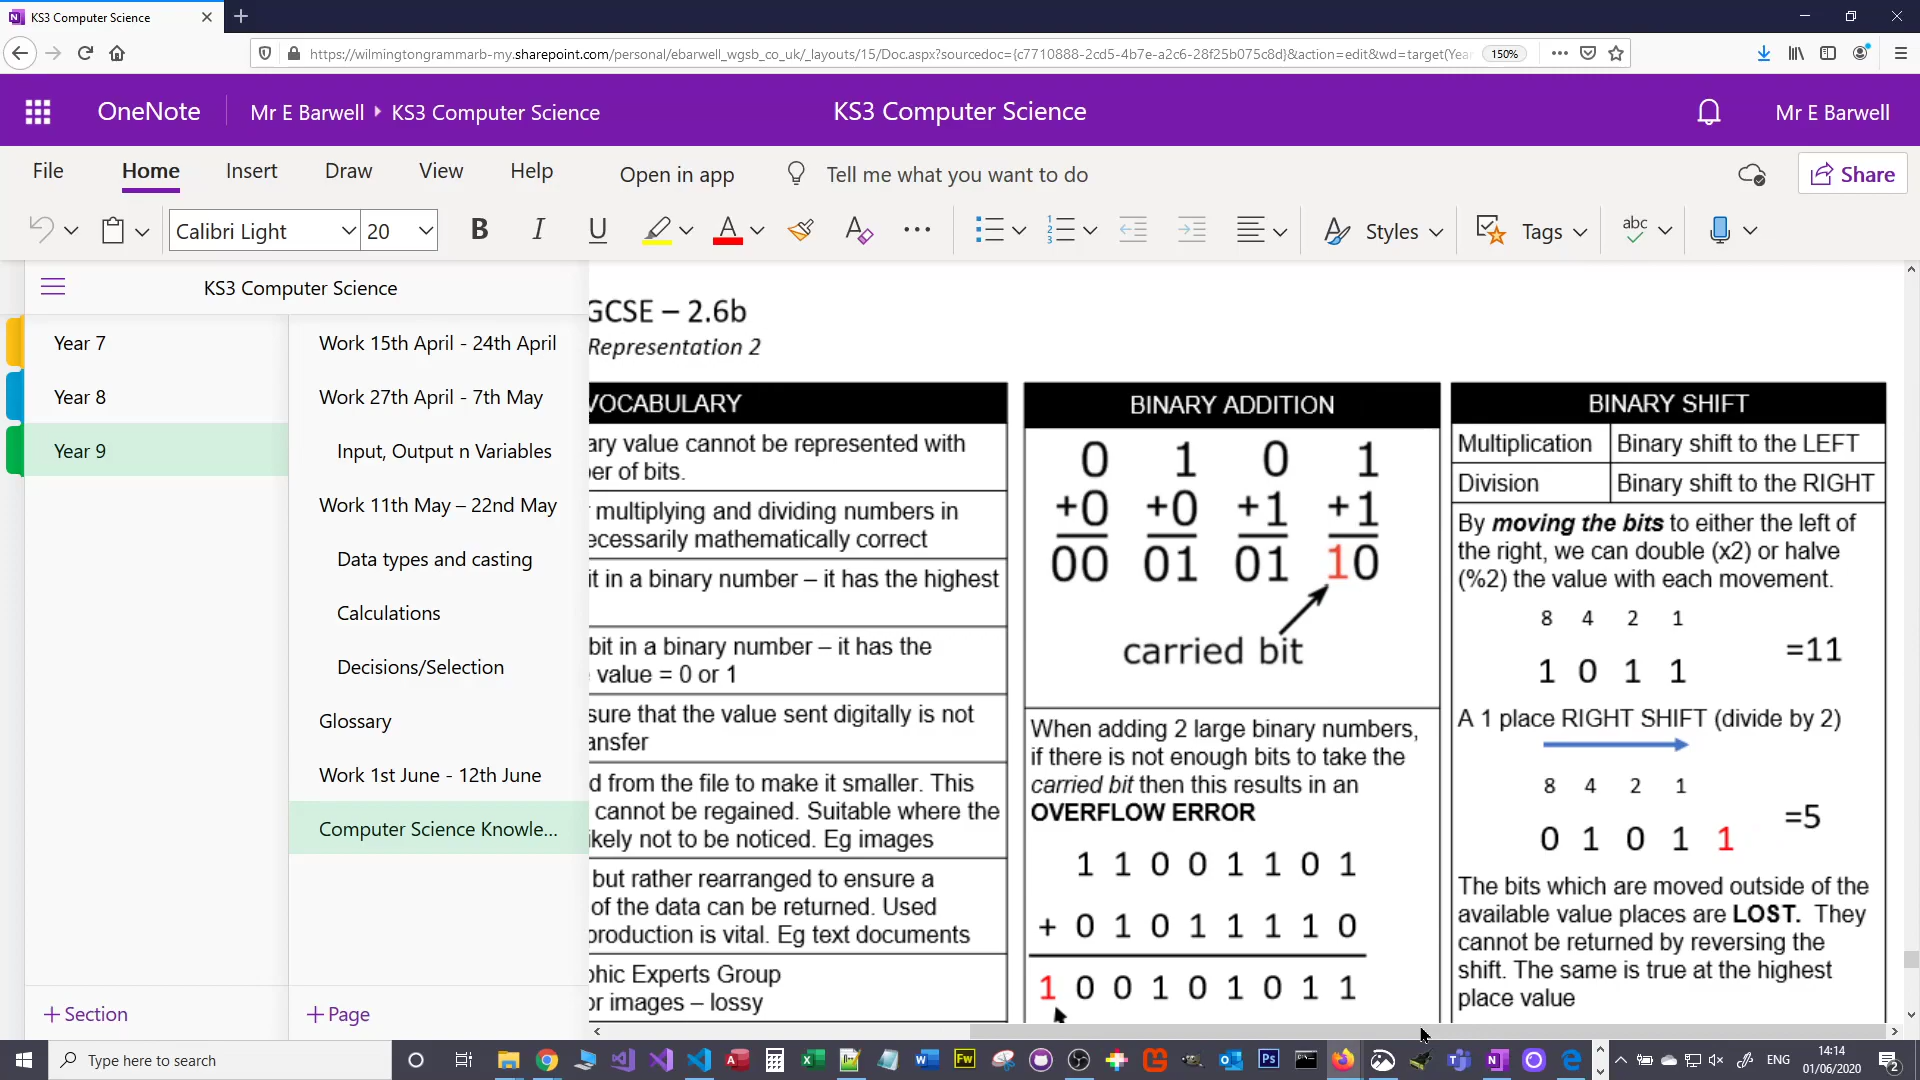 KS3 Computer Science
https://wilmingtongrammarb-my.sharepoint.com/personal/ebarwell_wgsb_co_uk/_layouts/15/Doc.aspx?sourcedoc={c7710888-2cd5-4b7e-a2c6-28f25b075c8d}&action=edit&wd=target(Yea
150%
OneNote
Mr E Barwell
KS3 Computer Science
KS3 Computer Science
Mr E Barwell
File
Home
Insert
Draw
View
Help
Open in app
Tell me what you want to do
Share
Calibri Light
20
B
I
U
A
A
Styles
Tags
abc
KS3 Computer Science
Year 7
Year 8
Year 9
+ Section
Work 15th April - 24th April
Work 27th April - 7th May
Input, Output n Variables
Work 11th May – 22nd May
Data types and casting
Calculations
Decisions/Selection
Glossary
Work 1st June - 12th June
Computer Science Knowle...
+ Page
GCSE – 2.6b
Representation 2
VOCABULARY
ary value cannot be represented with
er of bits.
multiplying and dividing numbers in
ecessarily mathematically correct
it in a binary number – it has the highest
bit in a binary number – it has the
value = 0 or 1
sure that the value sent digitally is not
ansfer
d from the file to make it smaller. This
cannot be regained. Suitable where the
ikely not to be noticed. Eg images
but rather rearranged to ensure a
of the data can be returned. Used
production is vital. Eg text documents
phic Experts Group
or images – lossy
BINARY ADDITION
0 1 0 1
+0 +0 +1 +1
00 01 01 10
carried bit
When adding 2 large binary numbers,
if there is not enough bits to take the
carried bit then this results in an
OVERFLOW ERROR
1 1 0 0 1 1 0 1
+ 0 1 0 1 1 1 1 0
1 0 0 1 0 1 0 1 1
BINARY SHIFT
Multiplication Binary shift to the LEFT
Division Binary shift to the RIGHT
By moving the bits to either the left of
the right, we can double (x2) or halve
(%2) the value with each movement.
8 4 2 1
1 0 1 1
=11
A 1 place RIGHT SHIFT (divide by 2)
8 4 2 1
0 1 0 1 1
=5
The bits which are moved outside of the
available value places are LOST. They
cannot be returned by reversing the
shift. The same is true at the highest
place value
Type here to search
ENG
14:14
01/06/2020
2